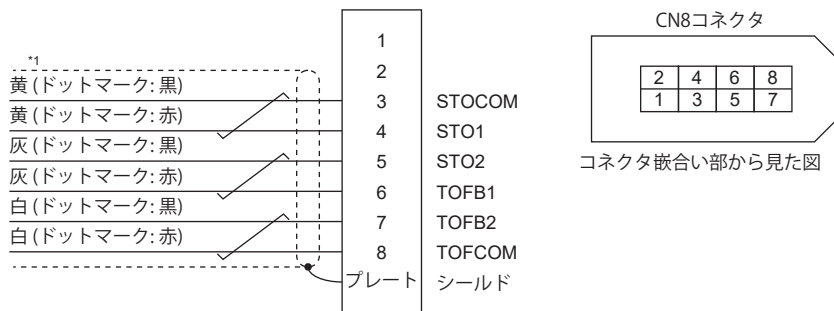 *1
黄 (ドットマーク: 黒)
黄 (ドットマーク: 赤)
灰 (ドットマーク: 黒)
灰 (ドットマーク: 赤)
白 (ドットマーク: 黒)
白 (ドットマーク: 赤)
1
2
3 STOCOM
4 STO1
5 STO2
6 TOFB1
7 TOFB2
8 TOFCOM
プレート シールド
CN8コネクタ
2 4 6 8
1 3 5 7
コネクタ嵌合い部から見た図